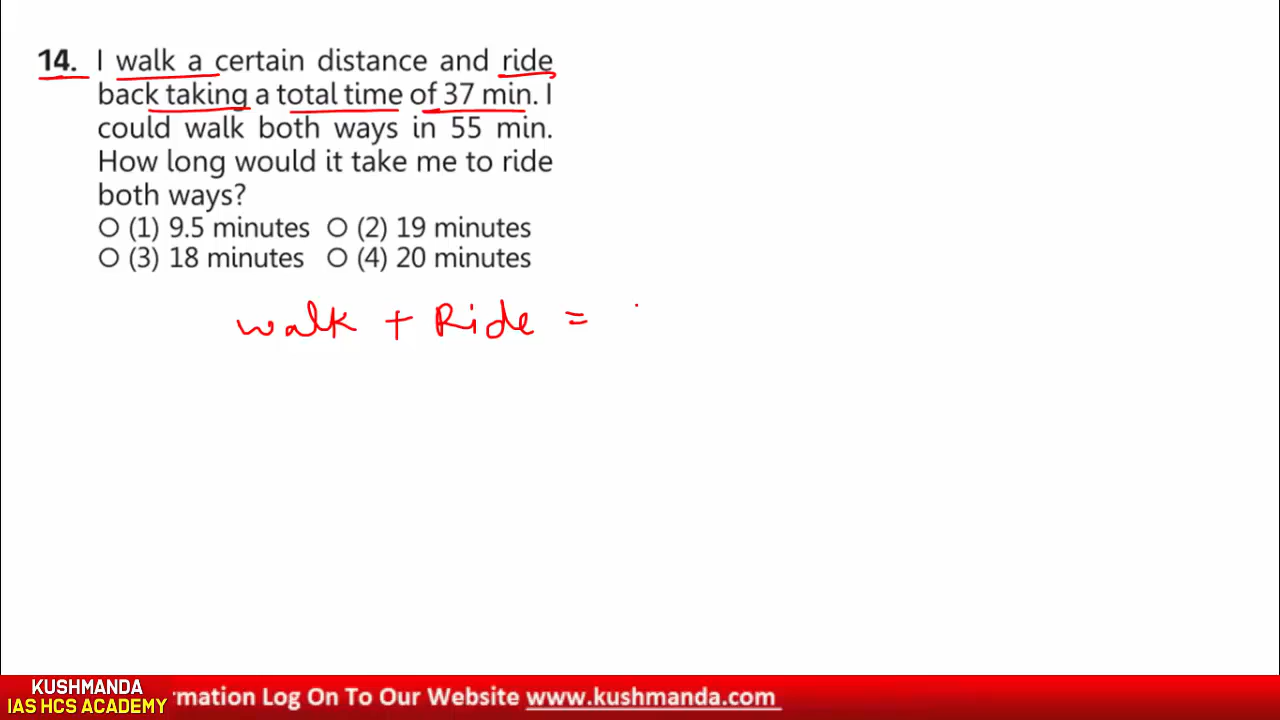 14. I walk a certain distance and ride
back taking a total time of 37 min. I
could walk both ways in 55 min.
How long would it take me to ride
both ways?
(1) 9.5 minutes (2) 19 minutes
(3) 18 minutes (4) 20 minutes
walk + Ride =
KUSHMANDA
IAS HCS ACADEMY
rmation Log On To Our Website www.kushmanda.com